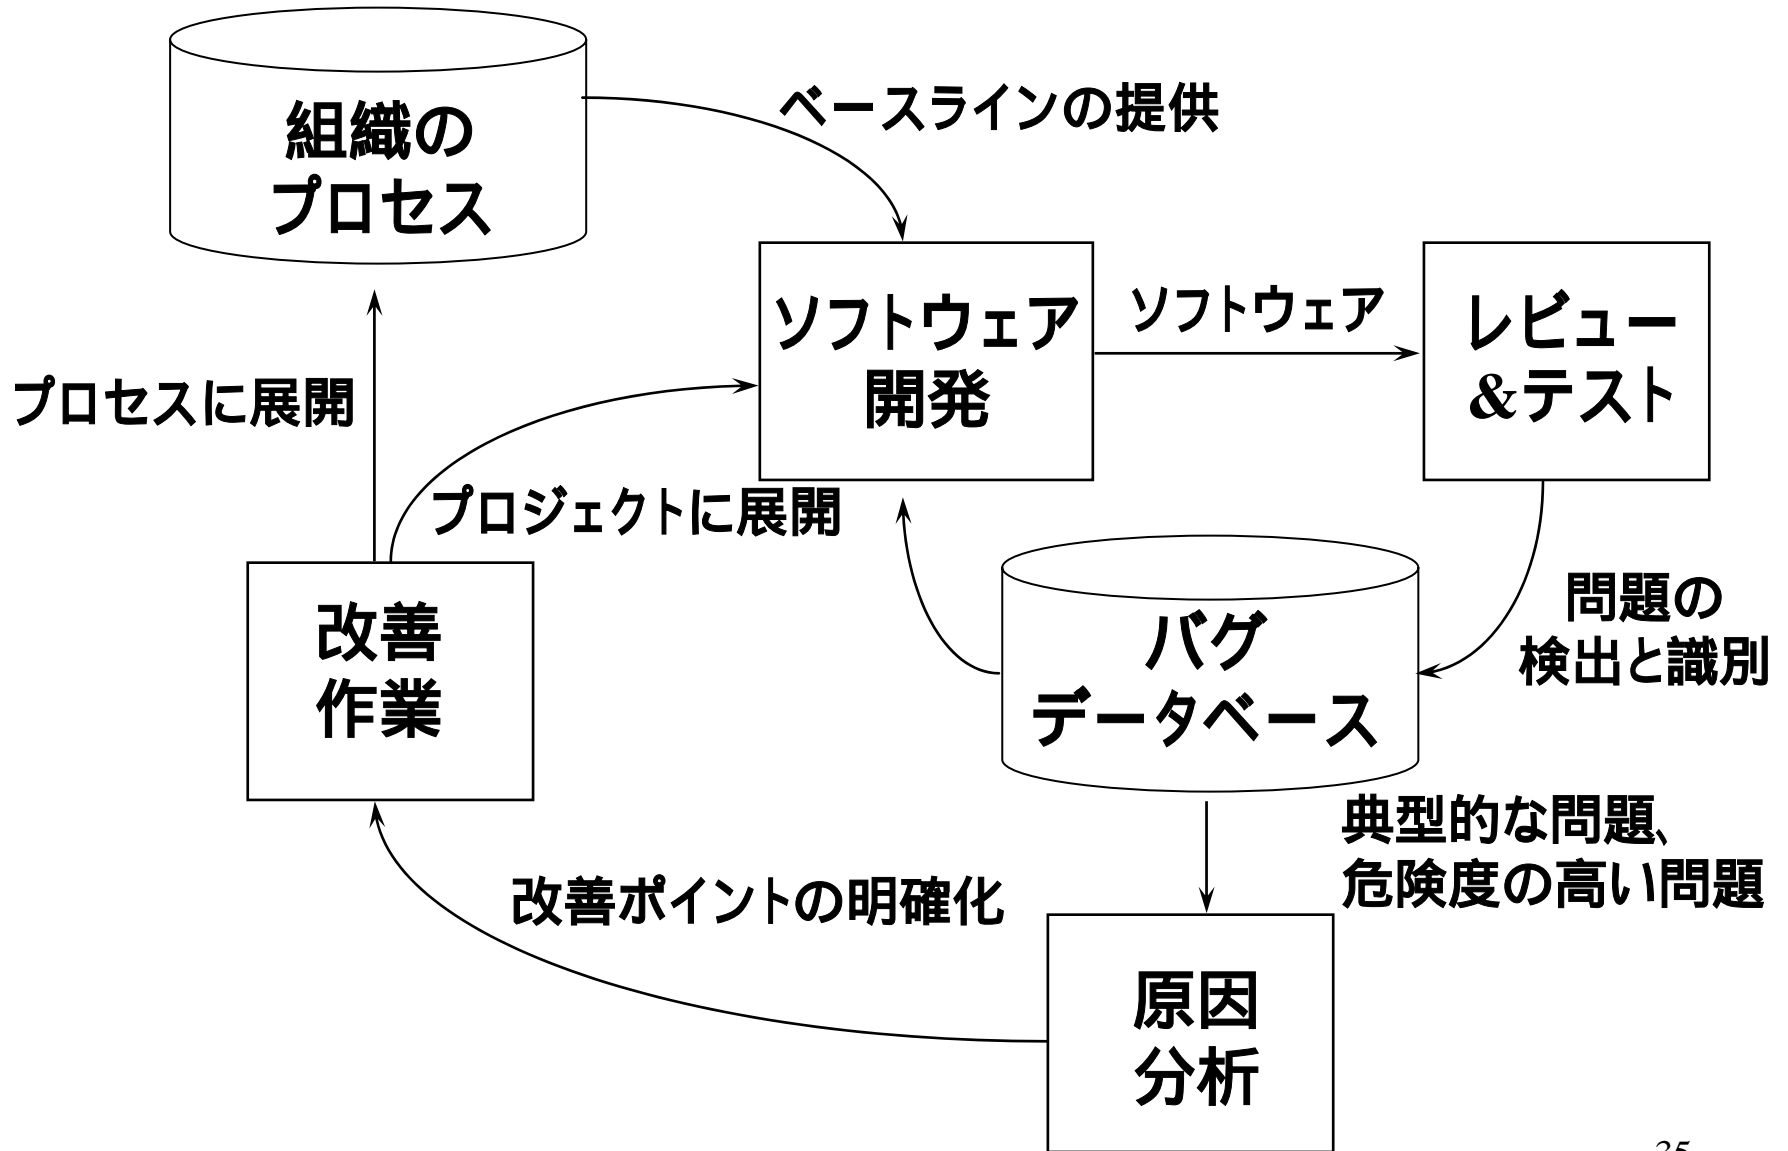 組織の
プロセス
ベースラインの提供
ソフトウェア
開発
ソフトウェア
レビュー
&テスト
プロセスに展開
プロジェクトに展開
改善
作業
バグ
データベース
問題の
検出と識別
典型的な問題、
危険度の高い問題
改善ポイントの明確化
原因
分析